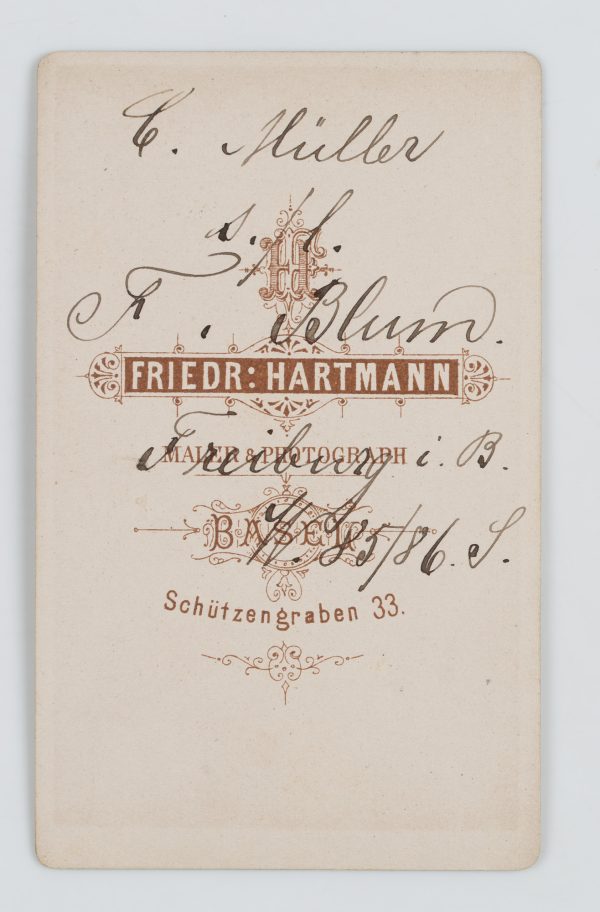 C. Müller
s./l.
H
F. Blum.
FRIEDR: HARTMANN
MALER & PHOTOGRAPH
Freiburg i. B.
BASEL
85/86. S.
Schützengraben 33.